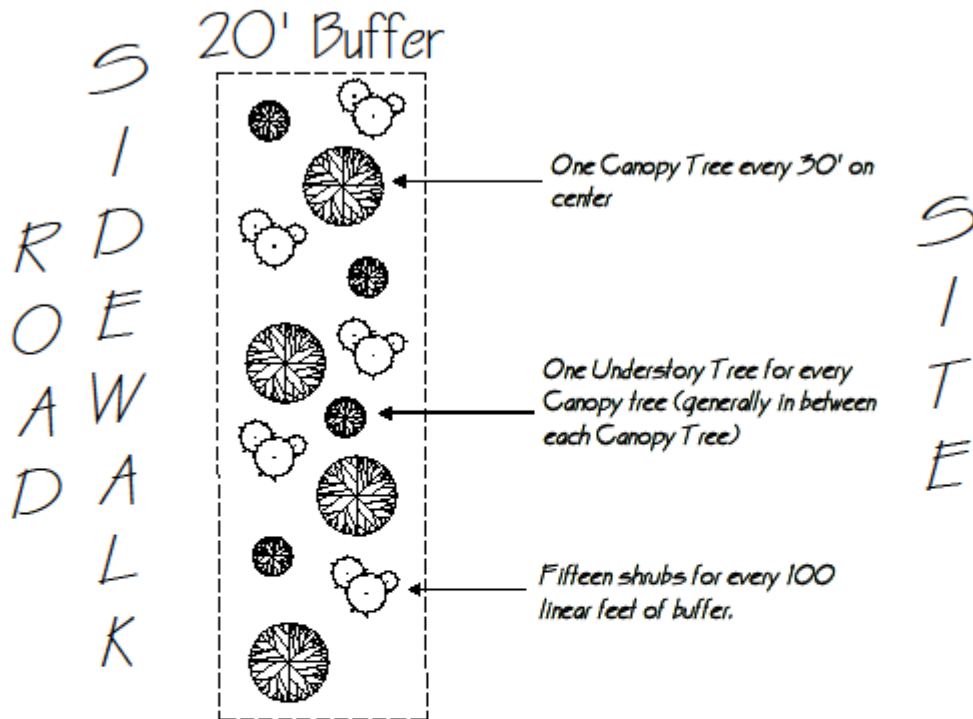 20' Buffer
ROAD
SIDEWALK
One Canopy Tree every 30' on
center
One Understory Tree for every
Canopy tree (generally in between
each Canopy Tree)
Fifteen shrubs for every 100
linear feet of buffer.
SITE